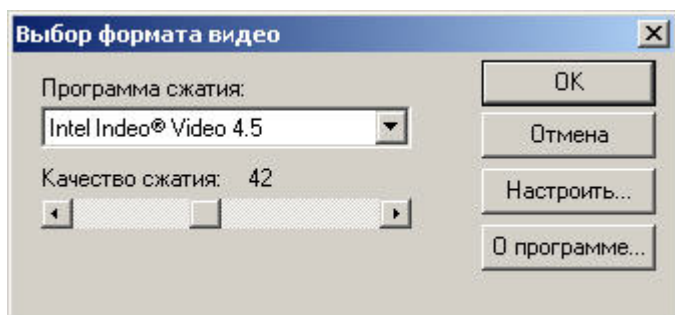 Выбор формата видео
Программа сжатия:
Intel Indeo® Video 4.5
Качество сжатия: 42
OK
Отмена
Настроить...
О программе...